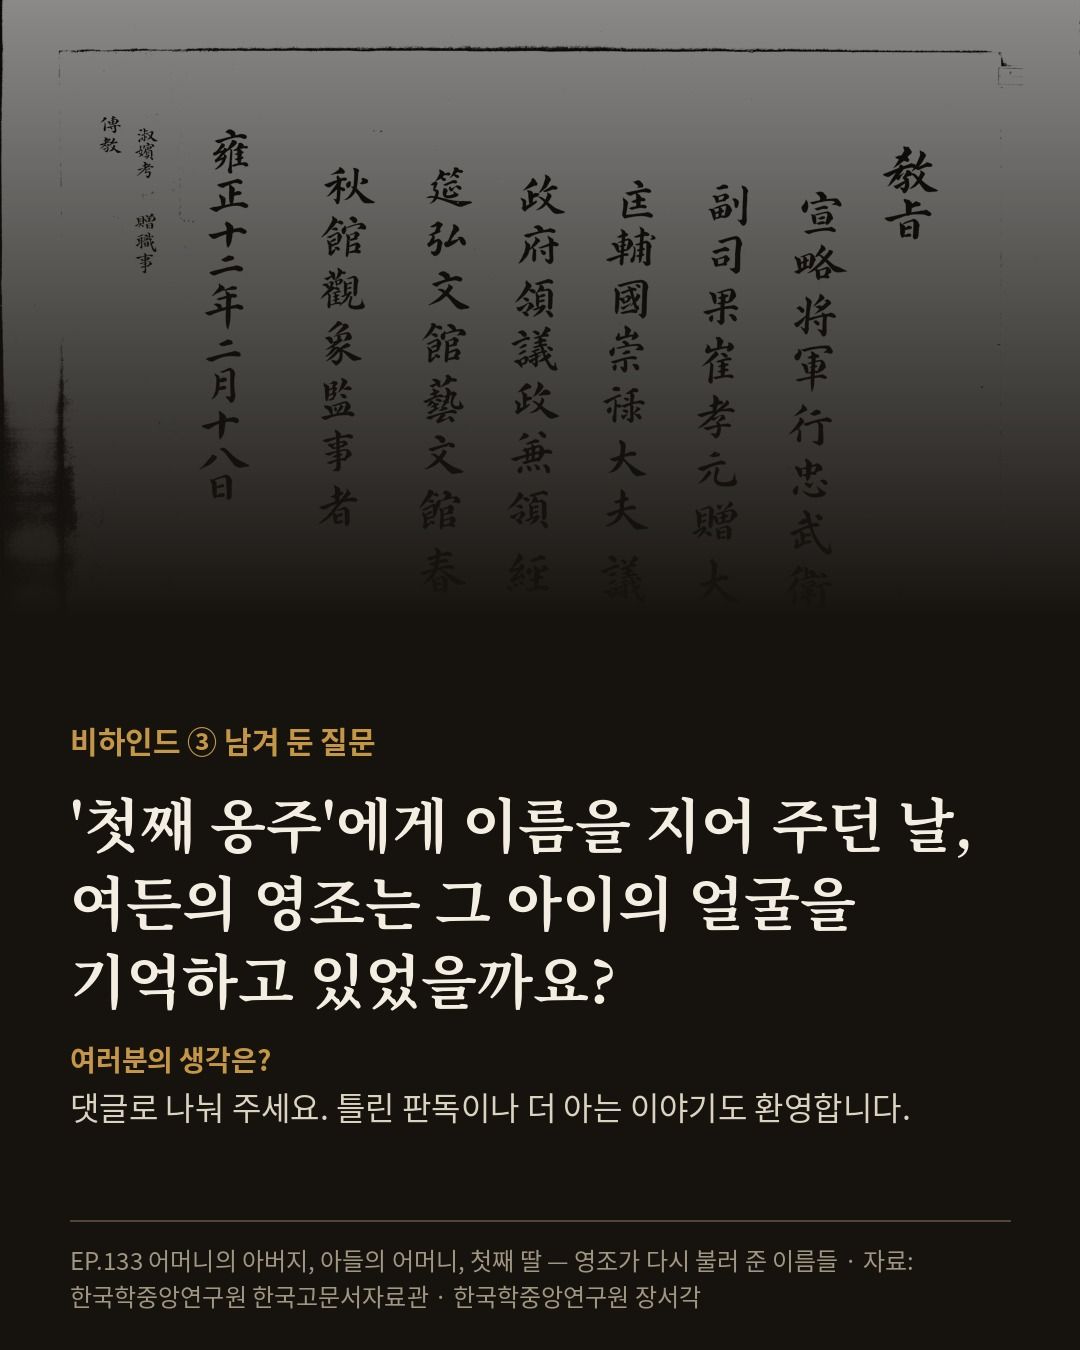 敎旨
宣略將軍行忠武衛
副司果崔孝元贈大
匡輔國崇祿大夫議
政府領議政兼領經
筵弘文館藝文館春
秋館觀象監事者
雍正十二年二月十八日
淑嬪考 贈職事
傳教
비하인드 ③ 남겨 둔 질문
'첫째 옹주'에게 이름을 지어 주던 날,
여든의 영조는 그 아이의 얼굴을
기억하고 있었을까요?
여러분의 생각은?
댓글로 나눠 주세요. 틀린 판독이나 더 아는 이야기도 환영합니다.
EP.133 어머니의 아버지, 아들의 어머니, 첫째 딸 — 영조가 다시 불러 준 이름들 · 자료:
한국학중앙연구원 한국고문서자료관 · 한국학중앙연구원 장서각